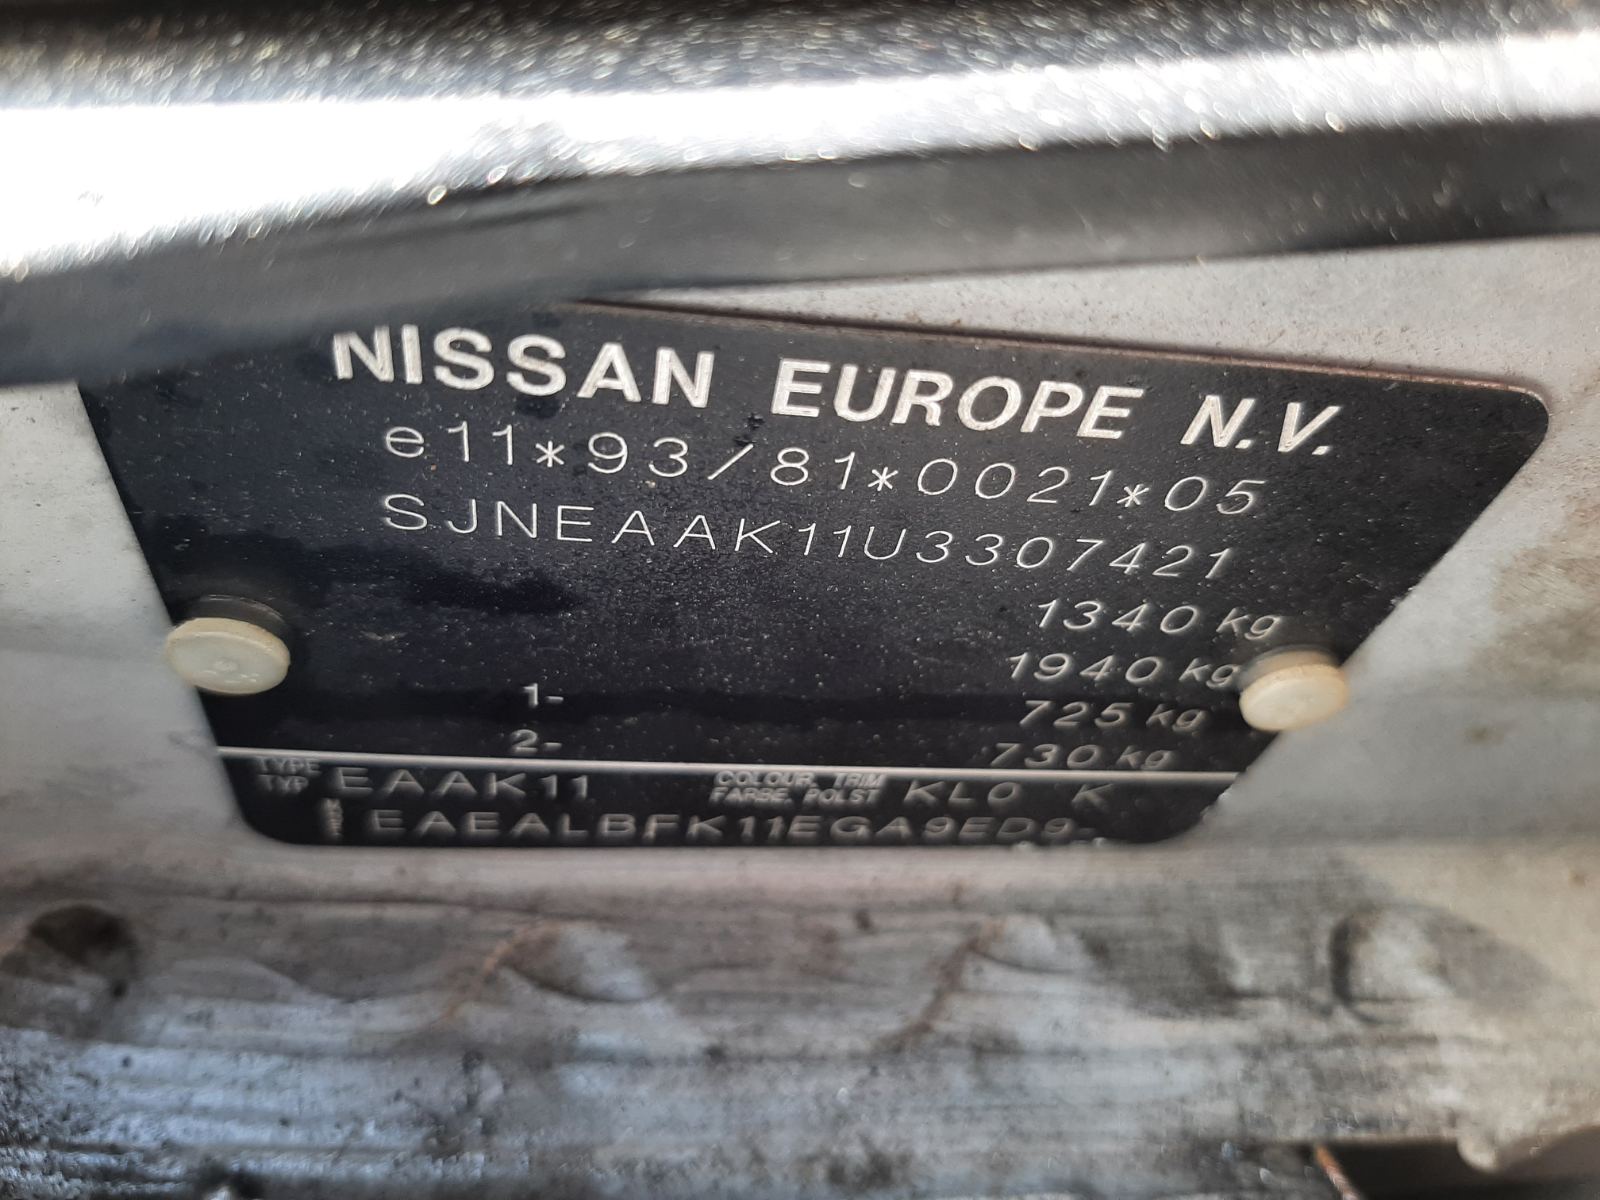 NISSAN EUROPE N.V.
e11*93/81*0021*05
SJNEAAK11U3307421
1340 kg
1940 kg
1- 725 kg
2- 730 kg
TYPE
TYP EAAK11 COLOUR, TRIM
FARBE, POLST KL0 K
EAEALBFK11EGA9ED9-